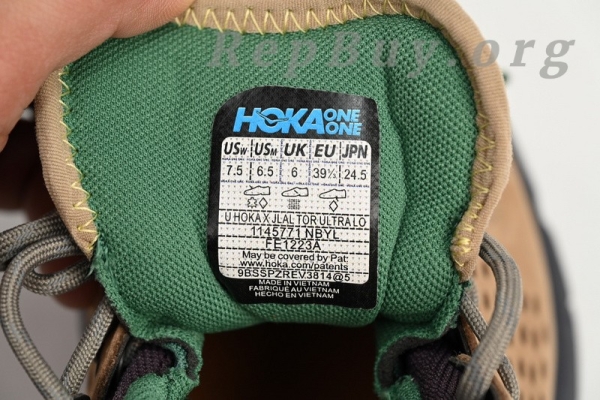 RepBuy.org
HOKA ONE ONE
USW USM UK EU JPN
7.5 6.5 6 39⅓ 24.5
U HOKA X JLAL TOR ULTRA LO
1145771 NBYL
FE1223A
May be covered by Pat:
www.hoka.com/patents
9BSSPZREV3814@5
MADE IN VIETNAM
FABRIQUÉ AU VIETNAM
HECHO EN VIETNAM